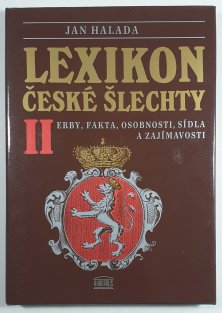 JAN HALADA
LEXIKON
ČESKÉ ŠLECHTY
II
ERBY, FAKTA, OSOBNOSTI, SÍDLA
A ZAJÍMAVOSTI